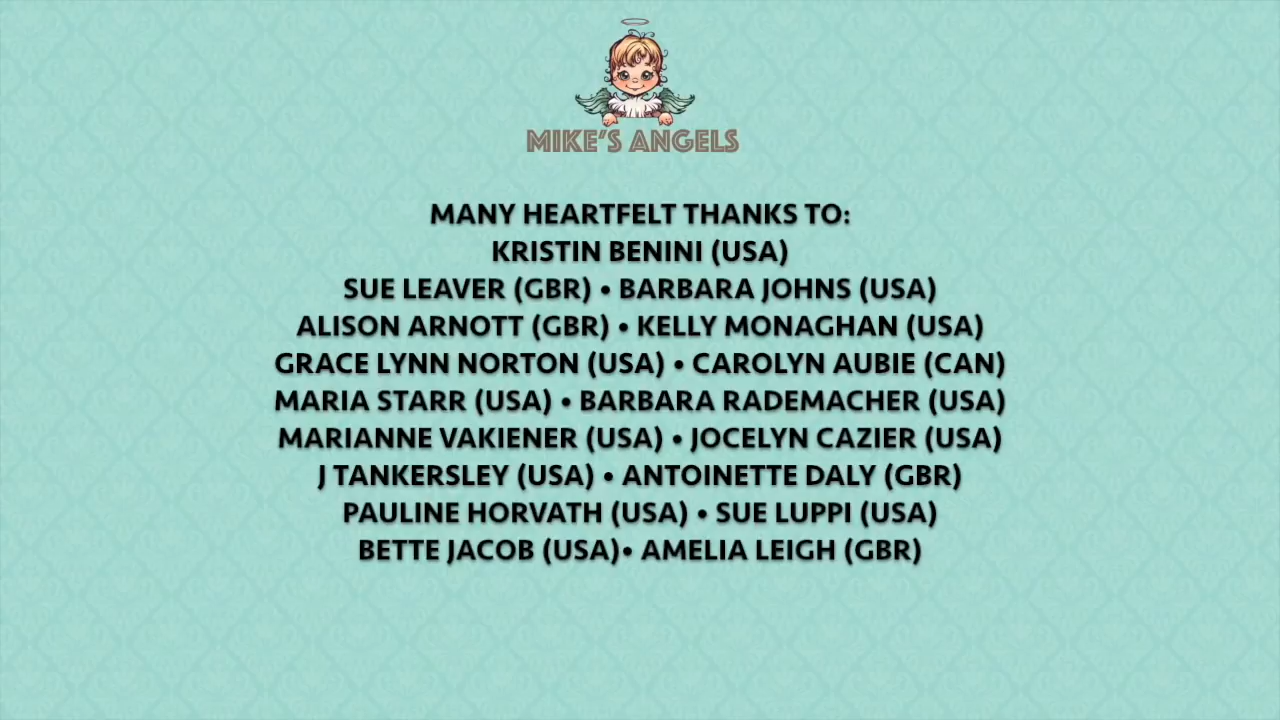 MIKE'S ANGELS
MANY HEARTFELT THANKS TO:
KRISTIN BENINI (USA)
SUE LEAVER (GBR) • BARBARA JOHNS (USA)
ALISON ARNOTT (GBR) • KELLY MONAGHAN (USA)
GRACE LYNN NORTON (USA) • CAROLYN AUBIE (CAN)
MARIA STARR (USA) • BARBARA RADEMACHER (USA)
MARIANNE VAKIENER (USA) • JOCELYN CAZIER (USA)
J TANKERSLEY (USA) • ANTOINETTE DALY (GBR)
PAULINE HORVATH (USA) • SUE LUPPI (USA)
BETTE JACOB (USA)• AMELIA LEIGH (GBR)